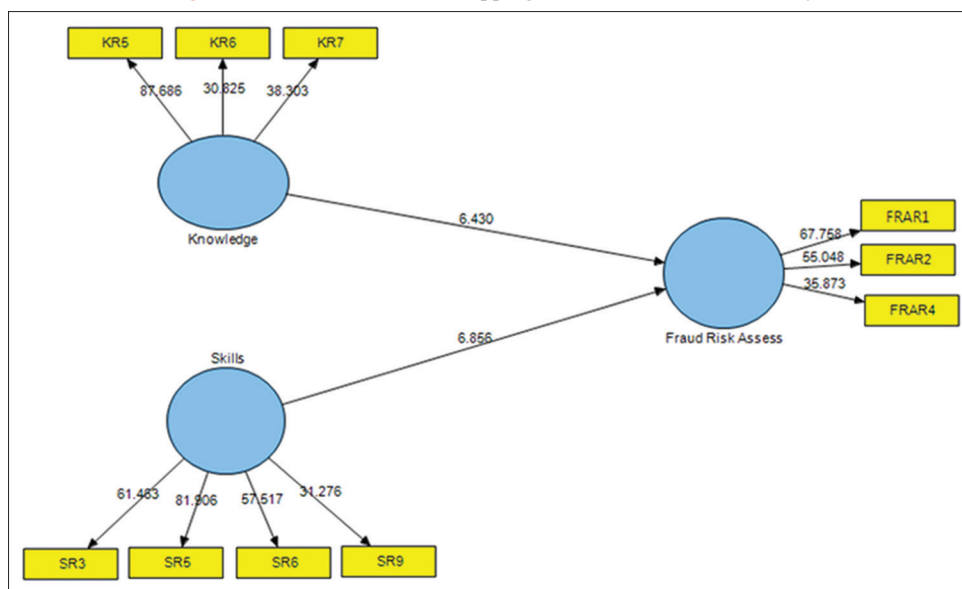 KR5
KR6
KR7
87.686
30.825
38.303
Knowledge
6.430
FRAR1
67.758
FRAR2
55.048
35.873
FRAR4
Fraud Risk Assess
6.856
Skills
61.483
81.906
57.517
31.276
SR3
SR5
SR6
SR9